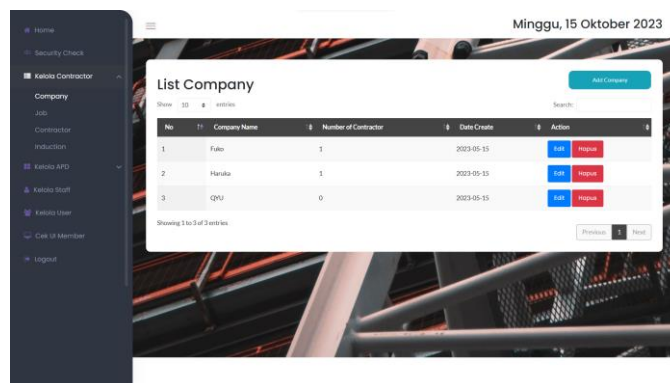 Home
Security Check
Kelola Contractor
Company
Job
Contractor
Induction
Kelola APD
Kelola Staff
Kelola User
Cek UI Member
Logout
Minggu, 15 Oktober 2023
List Company
Add Company
Show 10 entries
Search:
No Company Name Number of Contractor Date Create Action
1 Fuko 1 2023-05-15 Edit Hapus
2 Haruka 1 2023-05-15 Edit Hapus
3 QYU 0 2023-05-15 Edit Hapus
Showing 1 to 3 of 3 entries
Previous 1 Next